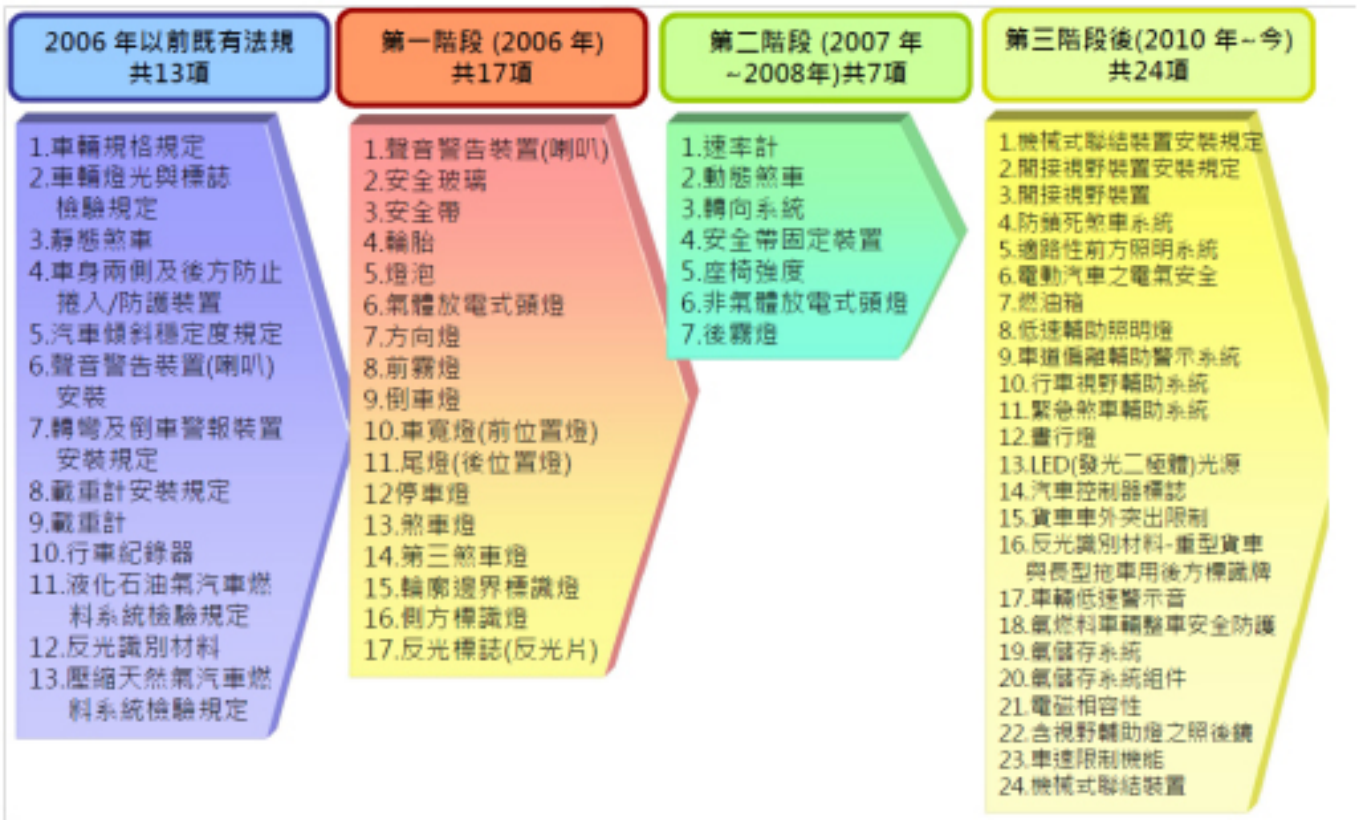 2006 年以前既有法規
共13項
1.車輛規格規定
2.車輛燈光與標誌
檢驗規定
3.靜態煞車
4.車身兩側及後方防止
捲入/防護裝置
5.汽車傾斜穩定度規定
6.聲音警告裝置(喇叭)
安裝
7.轉彎及倒車警報裝置
安裝規定
8.載重計安裝規定
9.載重計
10.行車紀錄器
11.液化石油氣汽車燃
料系統檢驗規定
12.反光識別材料
13.壓縮天然氣汽車燃
料系統檢驗規定
第一階段 (2006 年)
共17項
1.聲音警告裝置(喇叭)
2.安全玻璃
3.安全帶
4.輪胎
5.燈泡
6.氣體放電式頭燈
7.方向燈
8.前霧燈
9.倒車燈
10.車寬燈(前位置燈)
11.尾燈(後位置燈)
12停車燈
13.煞車燈
14.第三煞車燈
15.輪廓邊界標識燈
16.側方標識燈
17.反光標誌(反光片)
第二階段 (2007 年
~2008年)共7項
1.速率計
2.動態煞車
3.轉向系統
4.安全帶固定裝置
5.座椅強度
6.非氣體放電式頭燈
7.後霧燈
第三階段後(2010 年~今)
共24項
1.機械式聯結裝置安裝規定
2.間接視野裝置安裝規定
3.間接視野裝置
4.防鎖死煞車系統
5.適路性前方照明系統
6.電動汽車之電氣安全
7.燃油箱
8.低速輔助照明燈
9.車道偏離輔助警示系統
10.行車視野輔助系統
11.緊急煞車輔助系統
12.晝行燈
13.LED(發光二極體)光源
14.汽車控制器標誌
15.貨車車外突出限制
16.反光識別材料-重型貨車
與長型拖車用後方標識牌
17.車輛低速警示音
18.氫燃料車輛整車安全防護
19.氫儲存系統
20.氫儲存系統組件
21.電磁相容性
22.含視野輔助燈之照後鏡
23.車速限制機能
24.機械式聯結裝置